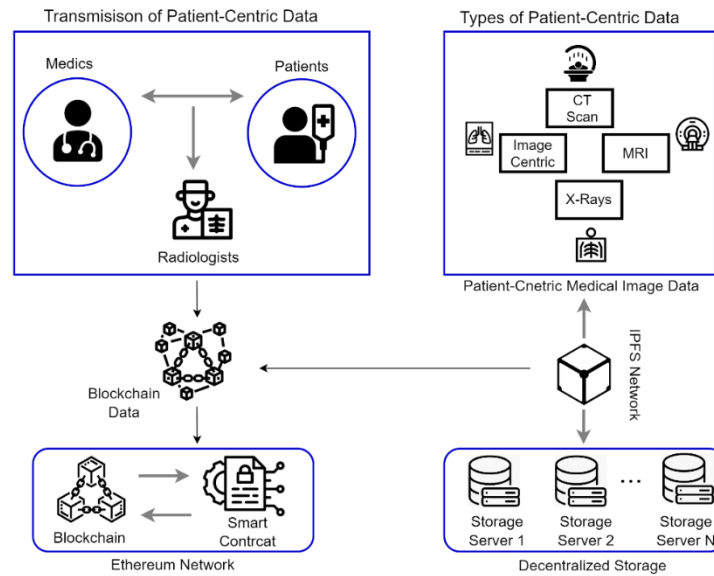 Transmisison of Patient-Centric Data
Types of Patient-Centric Data
Medics
Patients
Radiologists
CT
Scan
Image
Centric
MRI
X-Rays
Patient-Cnetric Medical Image Data
Blockchain
Data
IPFS Network
Blockchain
Smart
Contrcat
Ethereum Network
Storage
Server 1
Storage
Server 2
...
Storage
Server N
Decentralized Storage